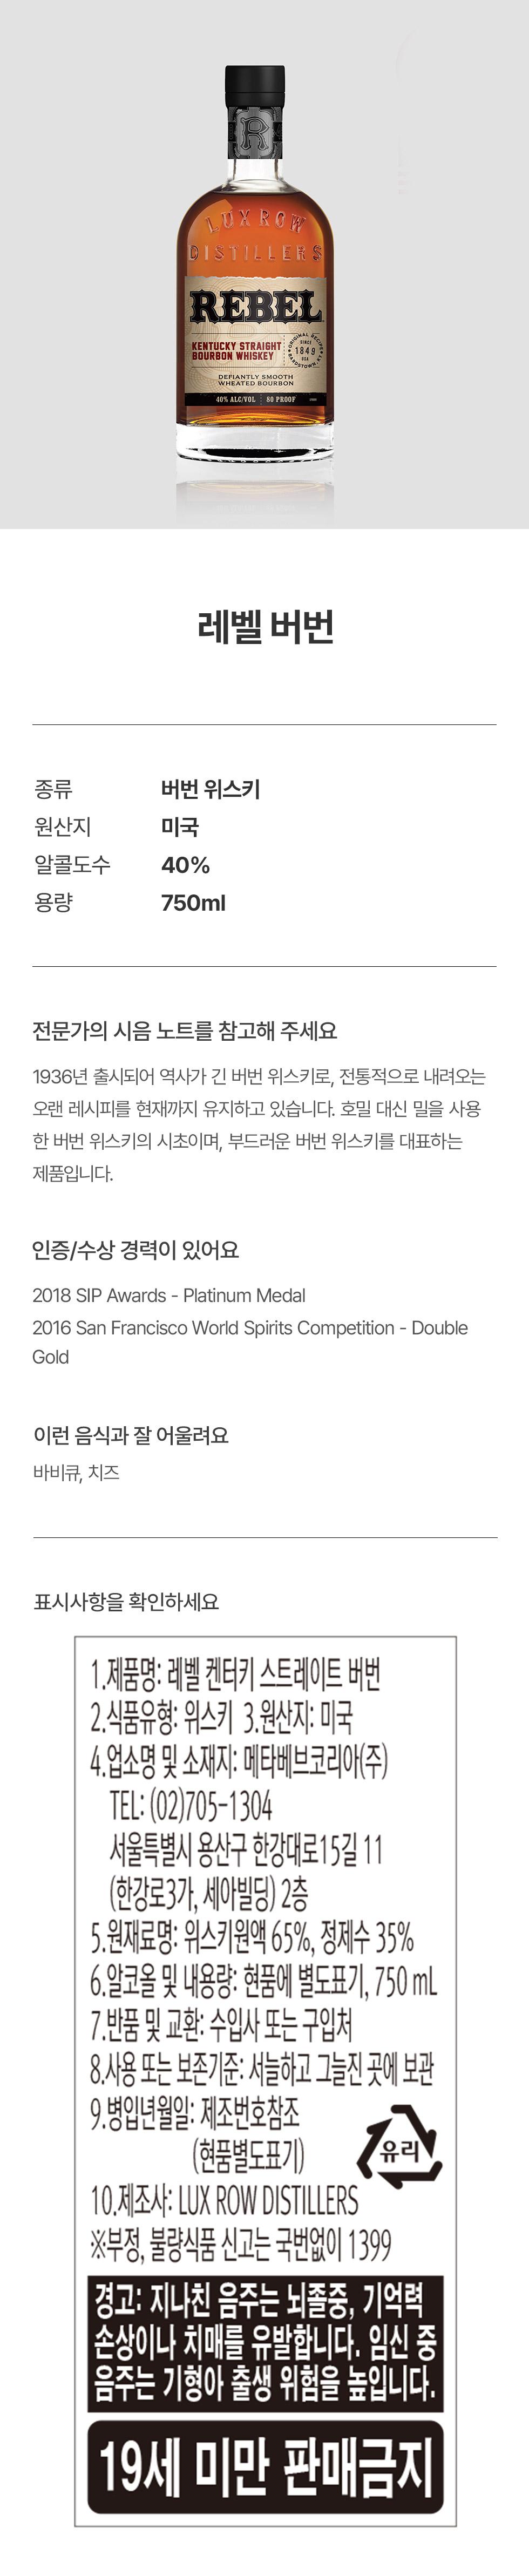 R
LUX ROW
DISTILLERS
REBEL
KENTUCKY STRAIGHT
BOURBON WHISKEY
ORIGINAL RECIPE
SINCE
1849
USA
BARDSTOWN, KY
DEFIANTLY SMOOTH
WHEATED BOURBON
40% ALC/VOL 80 PROOF
레벨 버번
종류 버번 위스키
원산지 미국
알콜도수 40%
용량 750ml
전문가의 시음 노트를 참고해 주세요
1936년 출시되어 역사가 긴 버번 위스키로, 전통적으로 내려오는
오랜 레시피를 현재까지 유지하고 있습니다. 호밀 대신 밀을 사용
한 버번 위스키의 시초이며, 부드러운 버번 위스키를 대표하는
제품입니다.
인증/수상 경력이 있어요
2018 SIP Awards - Platinum Medal
2016 San Francisco World Spirits Competition - Double
Gold
이런 음식과 잘 어울려요
바비큐, 치즈
표시사항을 확인하세요
1.제품명: 레벨 켄터키 스트레이트 버번
2.식품유형: 위스키 3.원산지: 미국
4.업소명 및 소재지: 메타베브코리아(주)
TEL: (02)705-1304
서울특별시 용산구 한강대로15길 11
(한강로3가, 세아빌딩) 2층
5.원재료명: 위스키원액 65%, 정제수 35%
6.알코올 및 내용량: 현품에 별도표기, 750 mL
7.반품 및 교환: 수입사 또는 구입처
8.사용 또는 보존기준: 서늘하고 그늘진 곳에 보관
9.병입년월일: 제조번호참조
(현품별도표기)
유리
10.제조사: LUX ROW DISTILLERS
※부정, 불량식품 신고는 국번없이 1399
경고: 지나친 음주는 뇌졸중, 기억력
손상이나 치매를 유발합니다. 임신 중
음주는 기형아 출생 위험을 높입니다.
19세 미만 판매금지